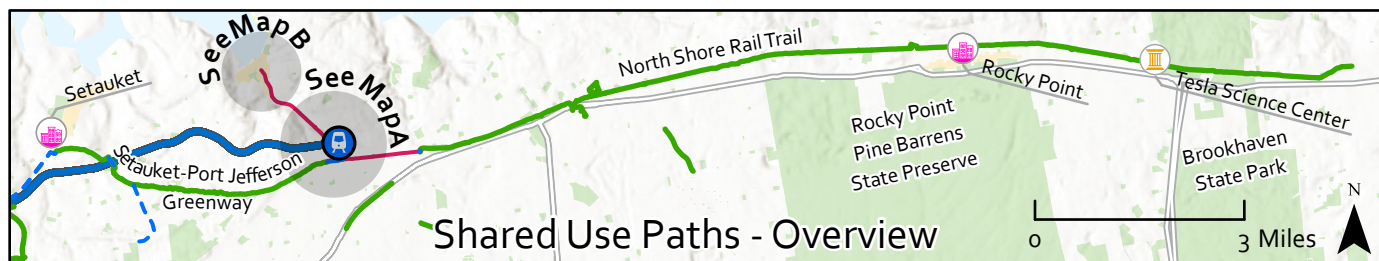 See Map B
See Map A
North Shore Rail Trail
Setauket
Rocky Point
Tesla Science Center
Rocky Point
Pine Barrens
State Preserve
Brookhaven
State Park
Setauket-Port Jefferson
Greenway
N
Shared Use Paths - Overview
0
3 Miles